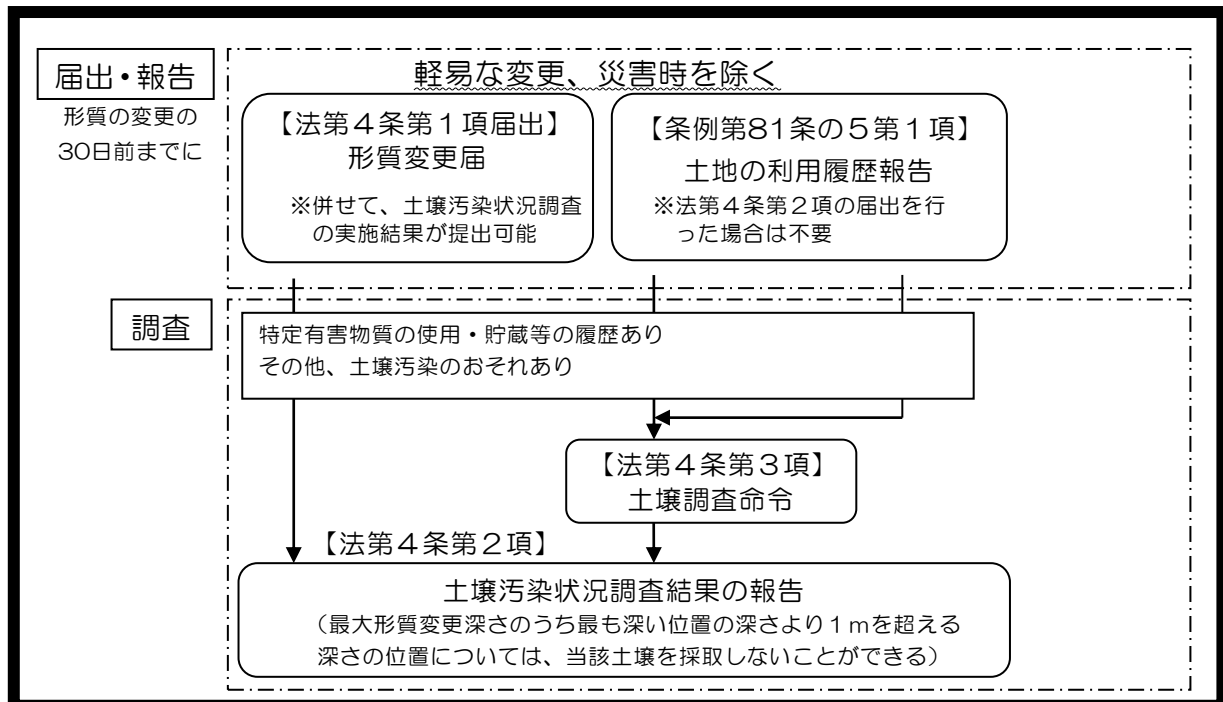 届出・報告
形質の変更の
30日前までに
軽易な変更、災害時を除く
【法第4条第1項届出】
形質変更届
※併せて、土壌汚染状況調査
の実施結果が提出可能
【条例第81条の5第1項】
土地の利用履歴報告
※法第4条第2項の届出を行
った場合は不要
調査
特定有害物質の使用・貯蔵等の履歴あり
その他、土壌汚染のおそれあり
【法第4条第3項】
土壌調査命令
【法第4条第2項】
土壌汚染状況調査結果の報告
(最大形質変更深さのうち最も深い位置の深さより1mを超える
深さの位置については、当該土壌を採取しないことができる)